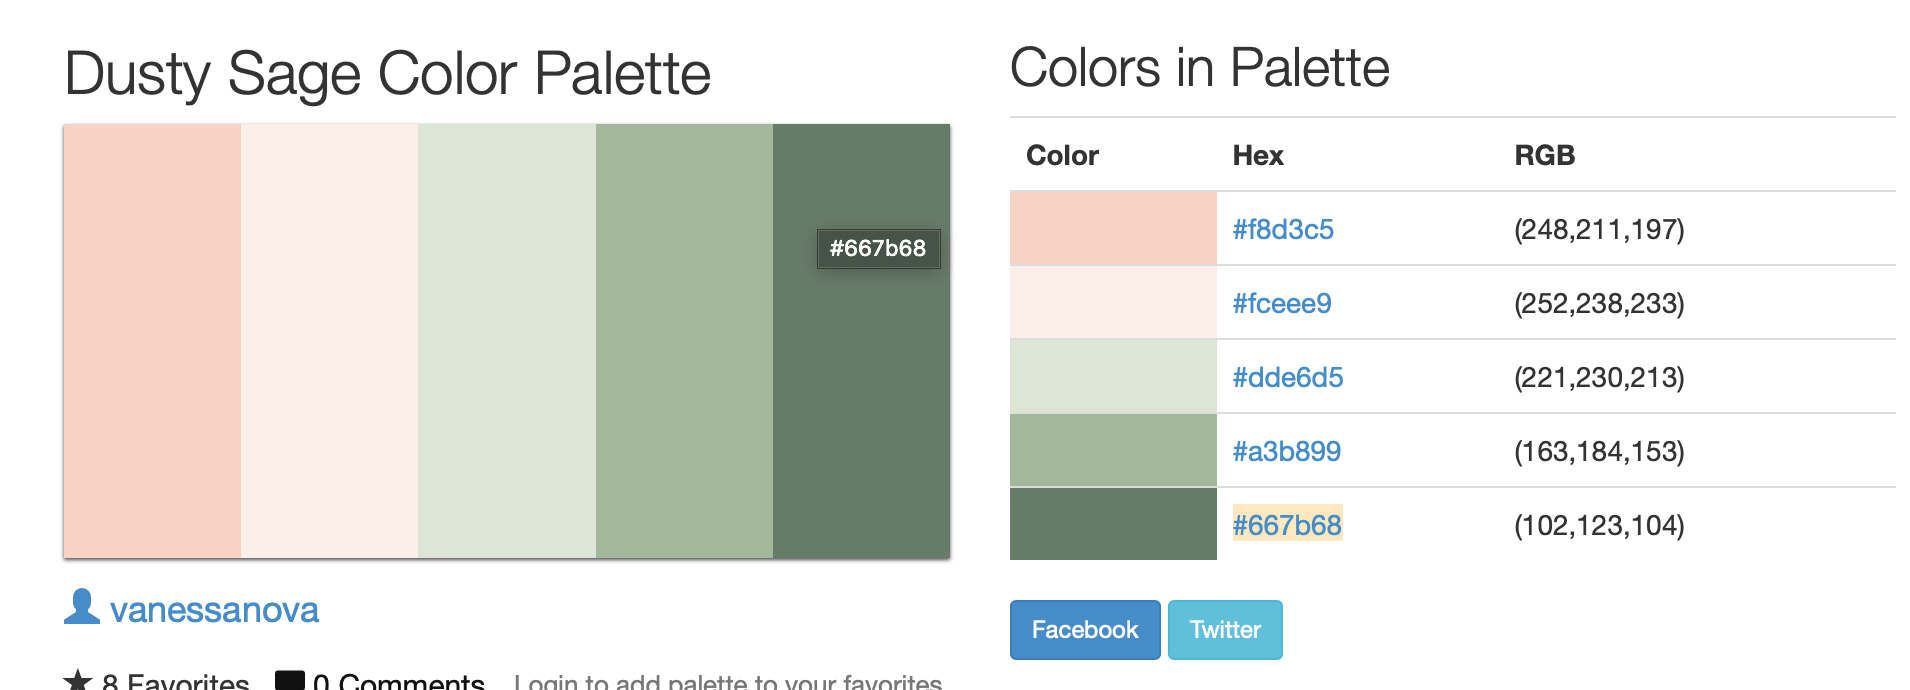 Dusty Sage Color Palette
#667b68
vanessanova
8 Favorites 0 Comments Login to add palette to your favorites
Colors in Palette
Color Hex RGB
#f8d3c5 (248,211,197)
#fceee9 (252,238,233)
#dde6d5 (221,230,213)
#a3b899 (163,184,153)
#667b68 (102,123,104)
Facebook Twitter